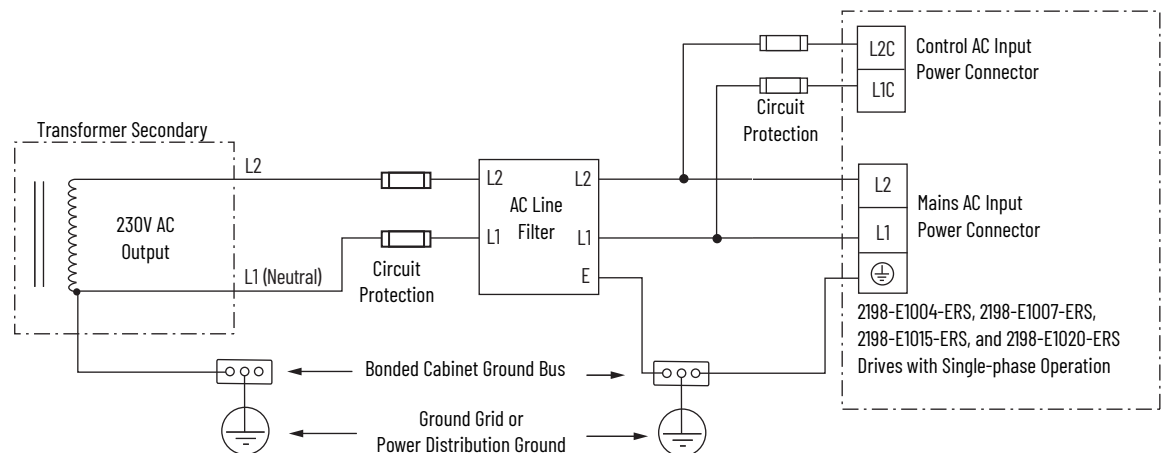 Transformer Secondary
230V AC
Output
L2
L1 (Neutral)
Circuit
Protection
L2
L1
AC Line
Filter
L2
L1
E
Circuit
Protection
L2C
L1C
Control AC Input
Power Connector
L2
L1
Mains AC Input
Power Connector
2198-E1004-ERS, 2198-E1007-ERS,
2198-E1015-ERS, and 2198-E1020-ERS
Drives with Single-phase Operation
Bonded Cabinet Ground Bus
Ground Grid or
Power Distribution Ground